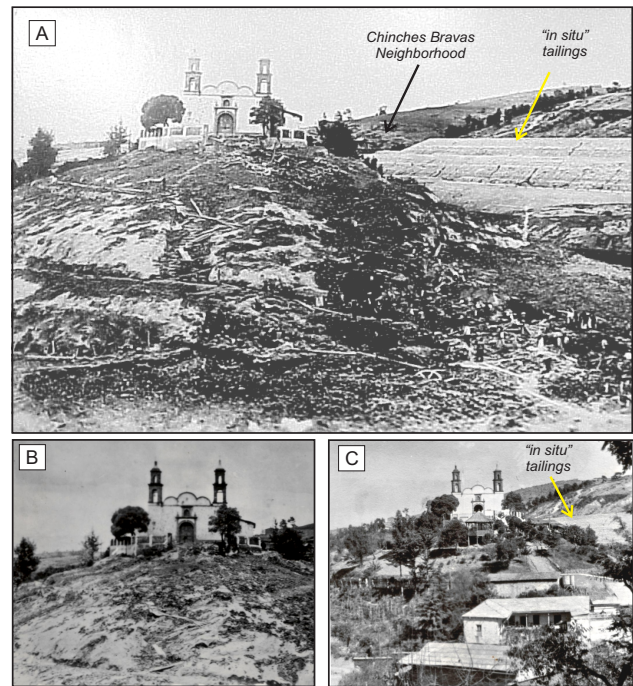 A
Chinches Bravas
Neighborhood
“in situ”
tailings
B
C
“in situ”
tailings